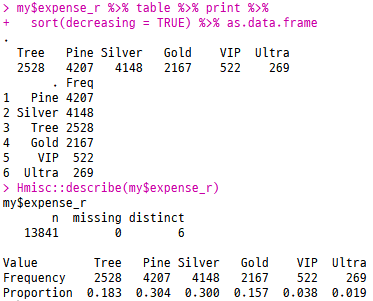 > my$expense_r %>% table %>% print %>%
+   sort(decreasing = TRUE) %>% as.data.frame
.
  Tree   Pine Silver   Gold    VIP  Ultra
  2528   4207   4148   2167    522    269
       . Freq
1   Pine 4207
2 Silver 4148
3   Tree 2528
4   Gold 2167
5    VIP  522
6  Ultra  269
> Hmisc::describe(my$expense_r)
my$expense_r
       n  missing distinct
   13841        0        6

Value        Tree   Pine Silver   Gold    VIP  Ultra
Frequency    2528   4207   4148   2167    522    269
Proportion  0.183  0.304  0.300  0.157  0.038  0.019